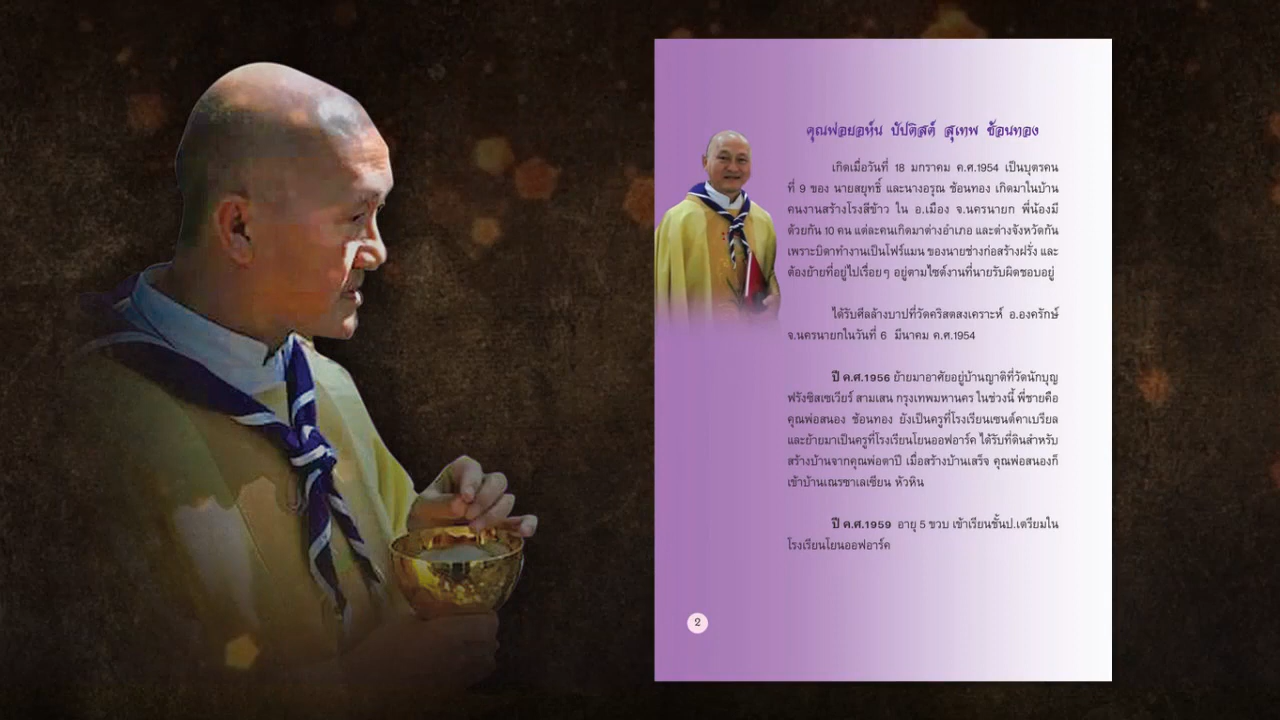 คุณพ่อยอห์น บัปติสต์ สุเทพ ช้อนทอง
เกิดเมื่อวันที่ 18 มกราคม ค.ศ.1954 เป็นบุตรคน
ที่ 9 ของ นายสยุทธิ์ และนางอรุณ ช้อนทอง เกิดมาในบ้าน
คนงานสร้างโรงสีข้าว ใน อ.เมือง จ.นครนายก พี่น้องมี
ด้วยกัน 10 คน แต่ละคนเกิดมาต่างอำเภอ และต่างจังหวัดกัน
เพราะบิดาทำงานเป็นโฟร์แมน ของนายช่างก่อสร้างฝรั่ง และ
ต้องย้ายที่อยู่ไปเรื่อยๆ อยู่ตามไซต์งานที่นายรับผิดชอบอยู่
ได้รับศีลล้างบาปที่วัดคริสตสงเคราะห์ อ.องครักษ์
จ.นครนายกในวันที่ 6 มีนาคม ค.ศ.1954
ปี ค.ศ.1956 ย้ายมาอาศัยอยู่บ้านญาติที่วัดนักบุญ
ฟรังซิสเซเวียร์ สามเสน กรุงเทพมหานคร ในช่วงนี้ พี่ชายคือ
คุณพ่อสนอง ช้อนทอง ยังเป็นครูที่โรงเรียนเซนต์คาเบรียล
และย้ายมาเป็นครูที่โรงเรียนโยนออฟอาร์ค ได้รับที่ดินสำหรับ
สร้างบ้านจากคุณพ่อตาปี เมื่อสร้างบ้านเสร็จ คุณพ่อสนองก็
เข้าบ้านเณรซาเลเซียน หัวหิน
ปี ค.ศ.1959 อายุ 5 ขวบ เข้าเรียนชั้นป.เตรียมใน
โรงเรียนโยนออฟอาร์ค
2